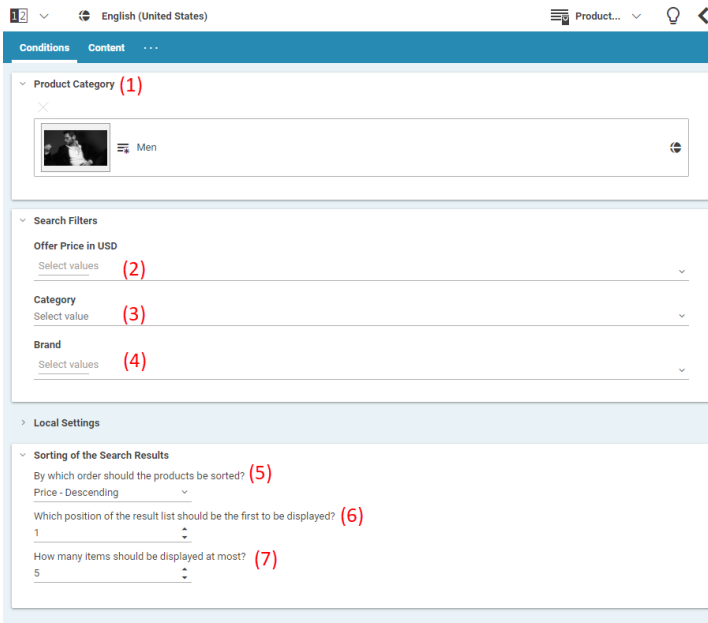 12 English (United States) Product...
Conditions Content ...
Product Category (1)
Men
Search Filters
Offer Price in USD
Select values (2)
Category
Select value (3)
Brand
Select values (4)
Local Settings
Sorting of the Search Results
By which order should the products be sorted? (5)
Price - Descending
Which position of the result list should be the first to be displayed? (6)
1
How many items should be displayed at most? (7)
5